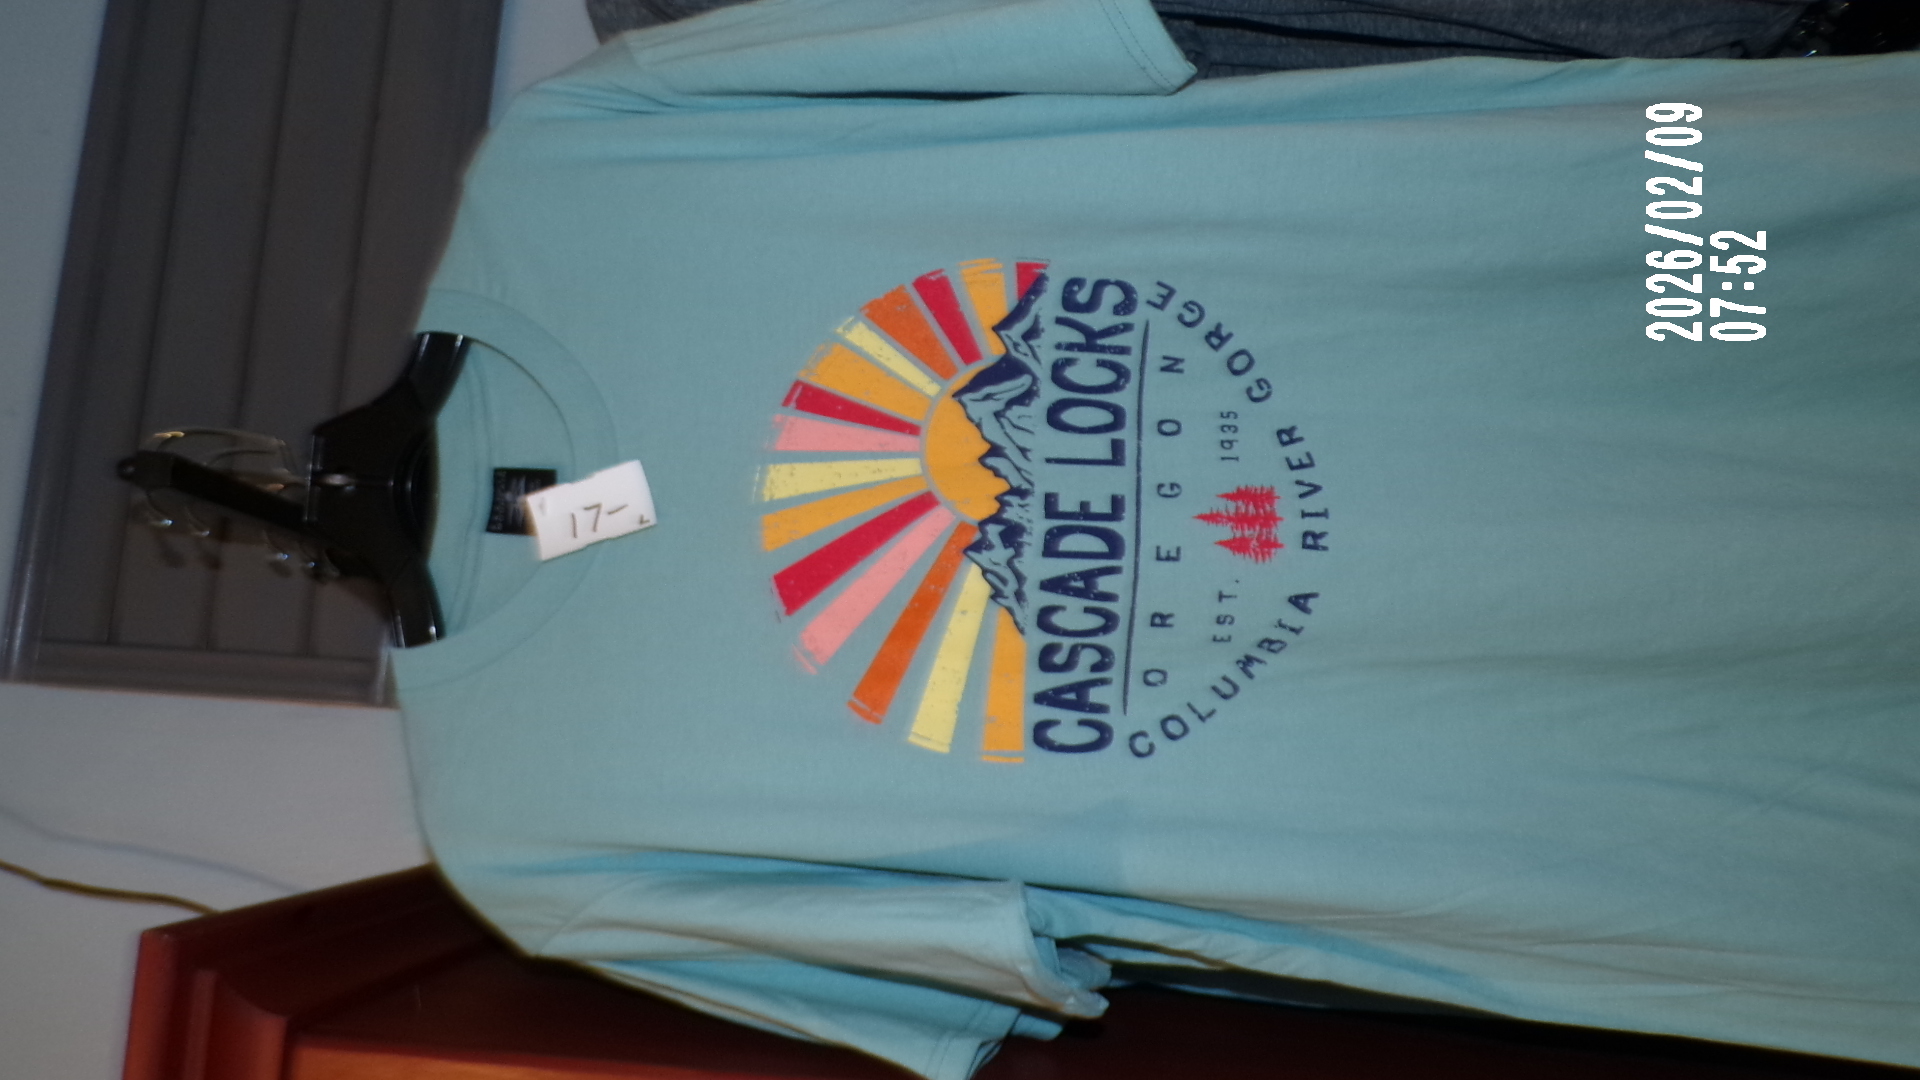 17-
L
CASCADE LOCKS
OREGON
EST. 1935
COLUMBIA RIVER GORGE
2026/02/09
07:52